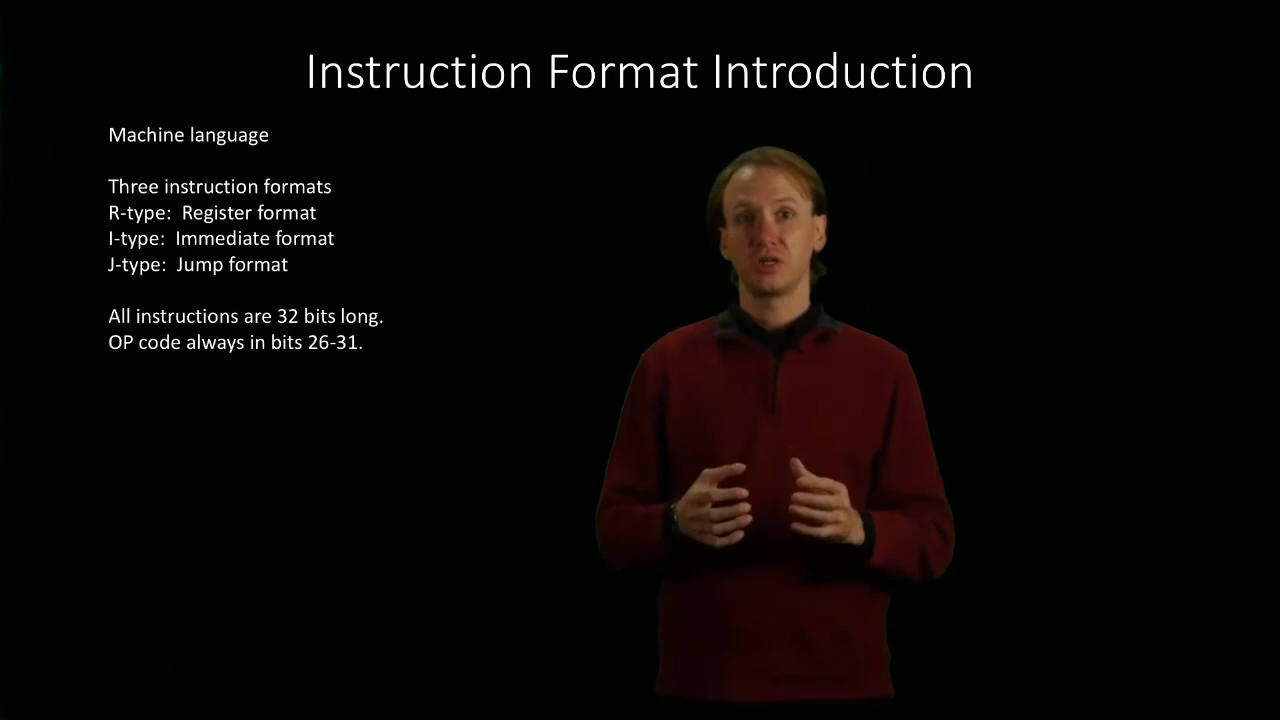 Instruction Format Introduction
Machine language
Three instruction formats
R-type:  Register format
I-type:  Immediate format
J-type:  Jump format
All instructions are 32 bits long.
OP code always in bits 26-31.